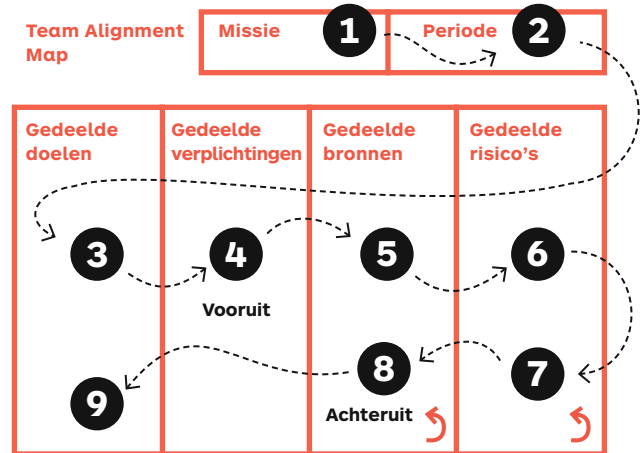 Team Alignment
Map
Missie
1
Periode
2
Gedeelde
doelen
Gedeelde
verplichtingen
Gedeelde
bronnen
Gedeelde
risico's
3
4
5
6
Vooruit
9
8
7
Achteruit